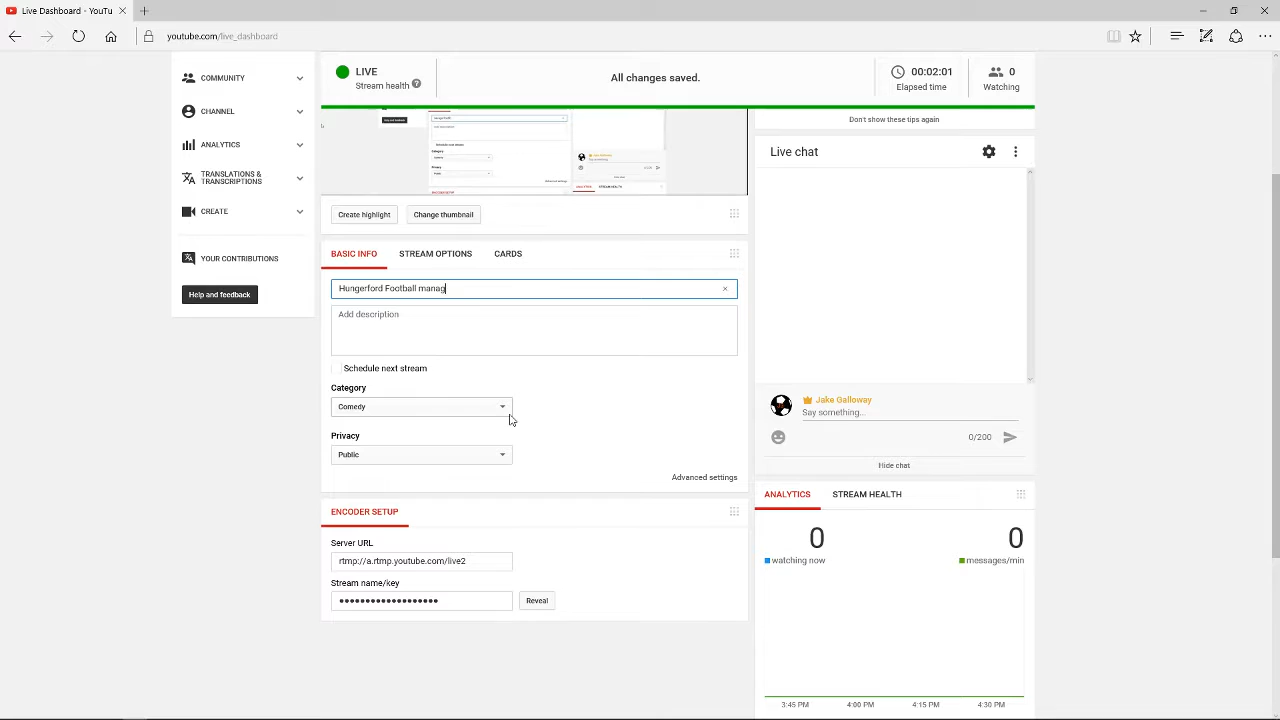 Live Dashboard - YouTu
youtube.com/live_dashboard
COMMUNITY
CHANNEL
ANALYTICS
TRANSLATIONS &
TRANSCRIPTIONS
CREATE
YOUR CONTRIBUTIONS
Help and feedback
LIVE
Stream health ?
All changes saved.
00:02:01
Elapsed time
0
Watching
Create highlight
Change thumbnail
BASIC INFO
STREAM OPTIONS
CARDS
Hungerford Football manag
Add description
Schedule next stream
Category
Comedy
Privacy
Public
Advanced settings
ENCODER SETUP
Server URL
rtmp://a.rtmp.youtube.com/live2
Stream name/key
Reveal
Don't show these tips again
Live chat
Jake Galloway
Say something...
0/200
Hide chat
ANALYTICS
STREAM HEALTH
0
watching now
0
messages/min
3:45 PM
4:00 PM
4:15 PM
4:30 PM